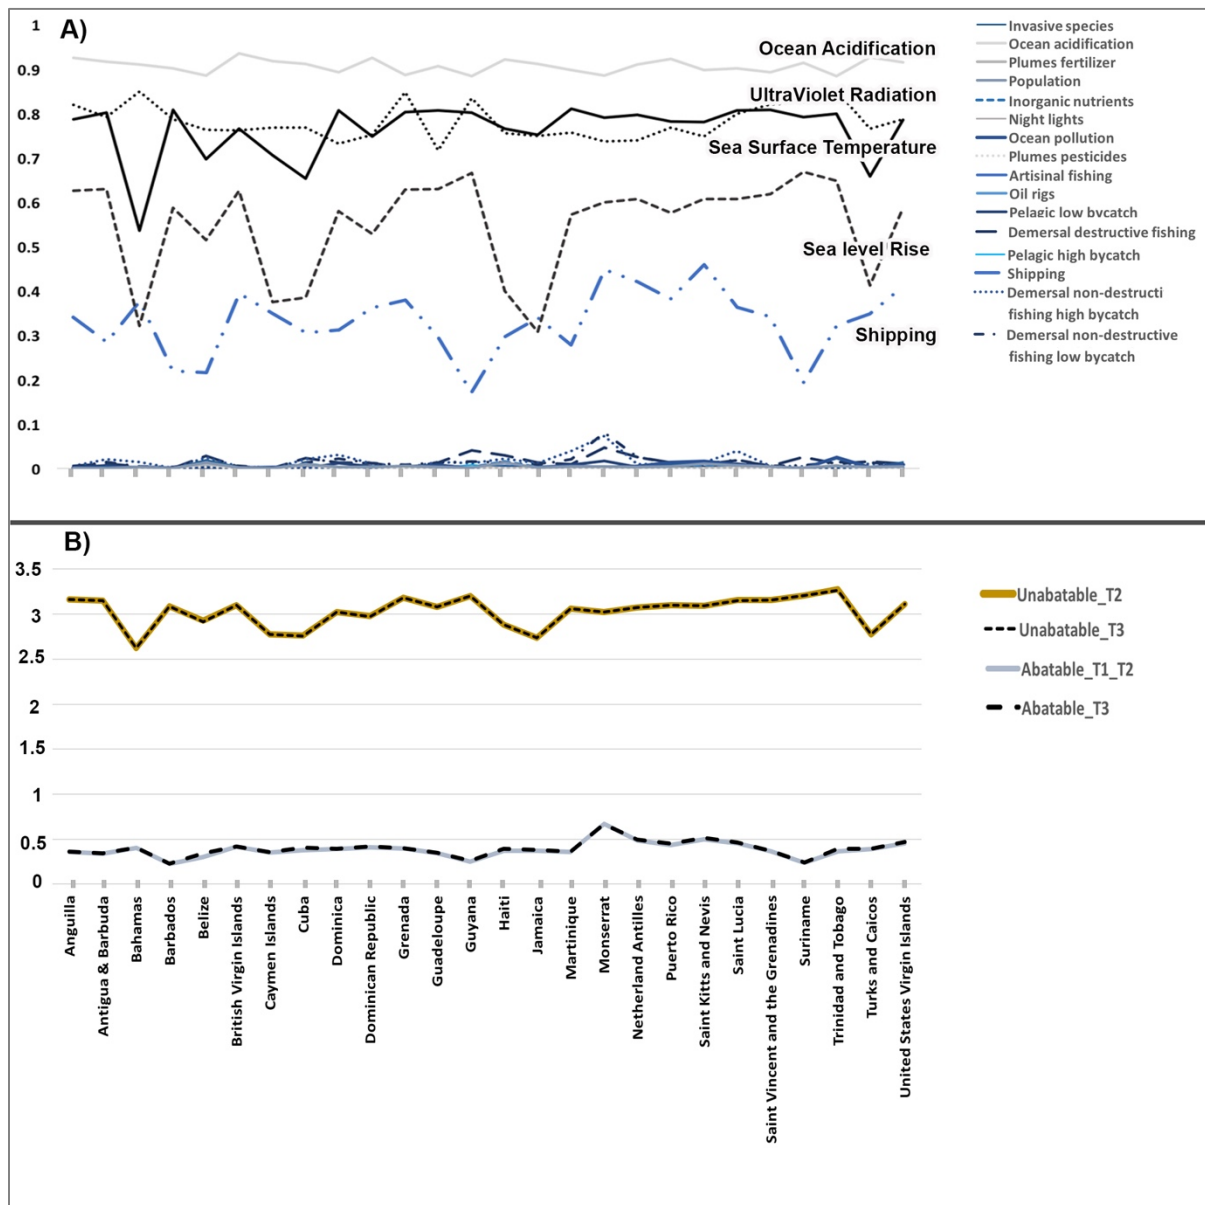 A)
1
0.9
0.8
0.7
0.6
0.5
0.4
0.3
0.2
0.1
0
Ocean Acidification
UltraViolet Radiation
Sea Surface Temperature
Sea level Rise
Shipping
Invasive species
Ocean acidification
Plumes fertilizer
Population
Inorganic nutrients
Night lights
Ocean pollution
Plumes pesticides
Artisinal fishing
Oil rigs
Pelagic low bycatch
Demersal destructive fishing
Pelagic high bycatch
Shipping
Demersal non-destructi
fishing high bycatch
Demersal non-destructive
fishing low bycatch
B)
3.5
3
2.5
2
1.5
1
0.5
0
Unabatable_T2
Unabatable_T3
Abatable_T1_T2
Abatable_T3
Anguilla
Antigua & Barbuda
Bahamas
Barbados
Belize
British Virgin Islands
Caymen Islands
Cuba
Dominica
Dominican Republic
Grenada
Guadeloupe
Guyana
Haiti
Jamaica
Martinique
Monserrat
Netherland Antilles
Puerto Rico
Saint Kitts and Nevis
Saint Lucia
Saint Vincent and the Grenadines
Suriname
Trinidad and Tobago
Turks and Caicos
United States Virgin Islands